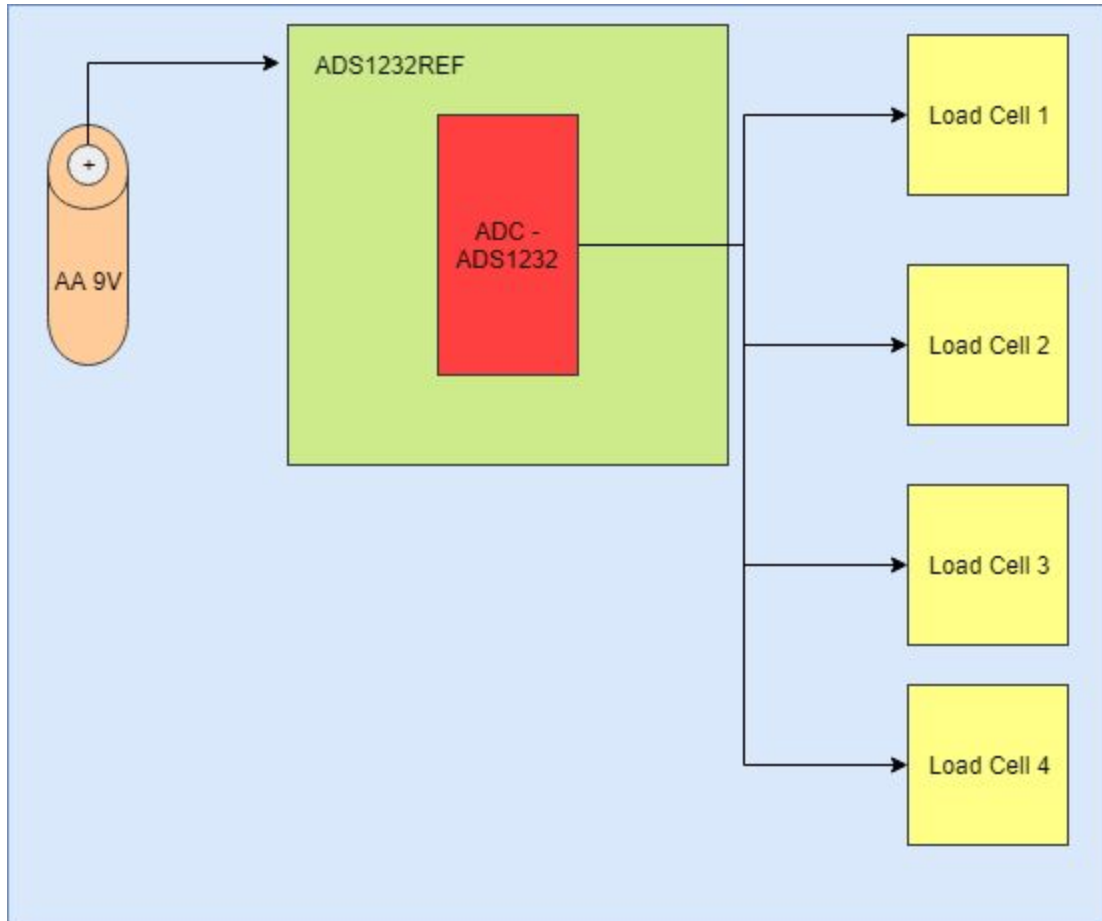 ADS1232REF
+
AA 9V
ADC -
ADS1232
Load Cell 1
Load Cell 2
Load Cell 3
Load Cell 4